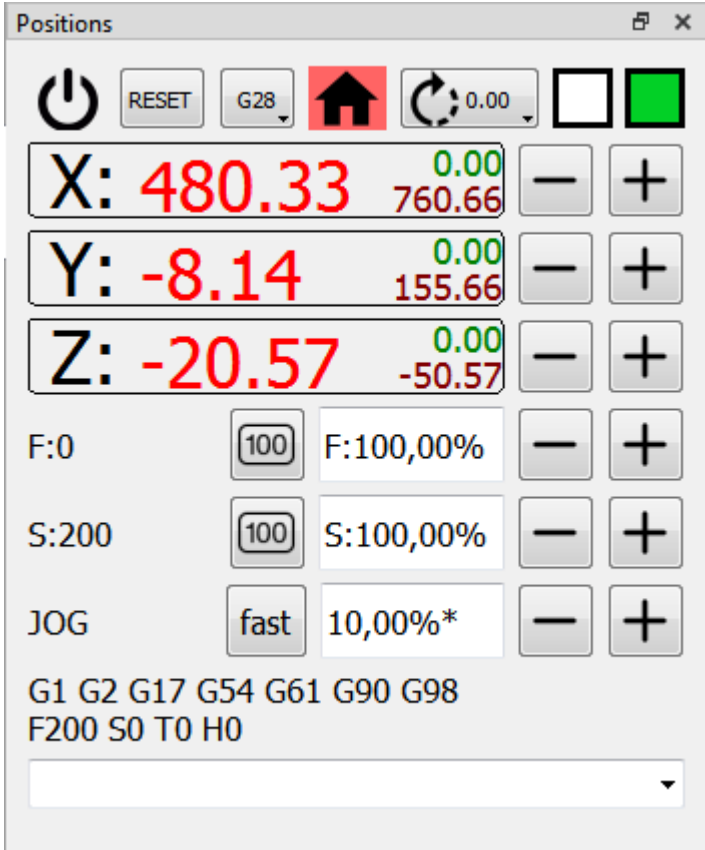 Positions
RESET G28 0.00
X: 480.33 0.00
760.66
Y: -8.14 0.00
155.66
Z: -20.57 0.00
-50.57
F:0 100 F:100,00%
S:200 100 S:100,00%
JOG fast 10,00%*
G1 G2 G17 G54 G61 G90 G98
F200 S0 T0 H0